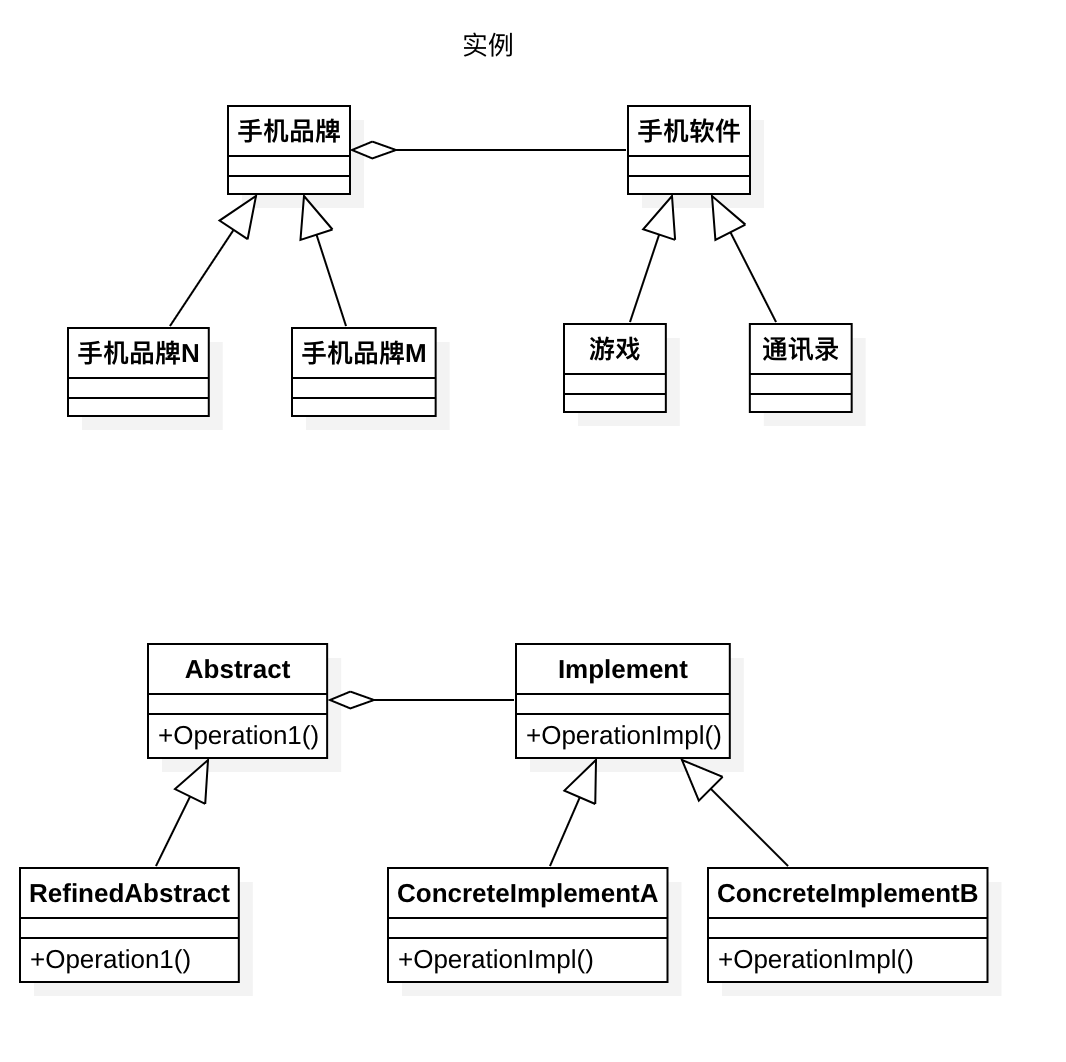 实例
手机品牌
手机软件
手机品牌N
手机品牌M
游戏
通讯录
Abstract
+Operation1()
Implement
+OperationImpl()
RefinedAbstract
+Operation1()
ConcreteImplementA
+OperationImpl()
ConcreteImplementB
+OperationImpl()